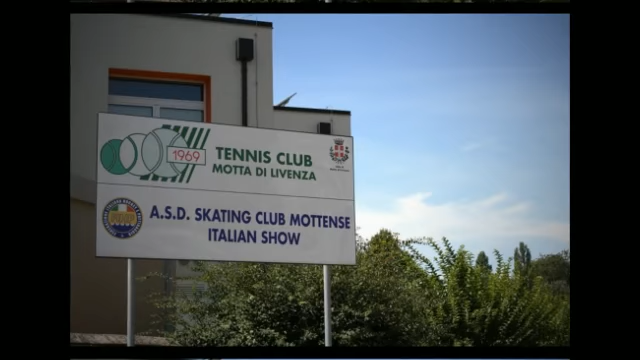 1969
TENNIS CLUB
MOTTA DI LIVENZA
A.S.D. SKATING CLUB MOTTENSE
ITALIAN SHOW